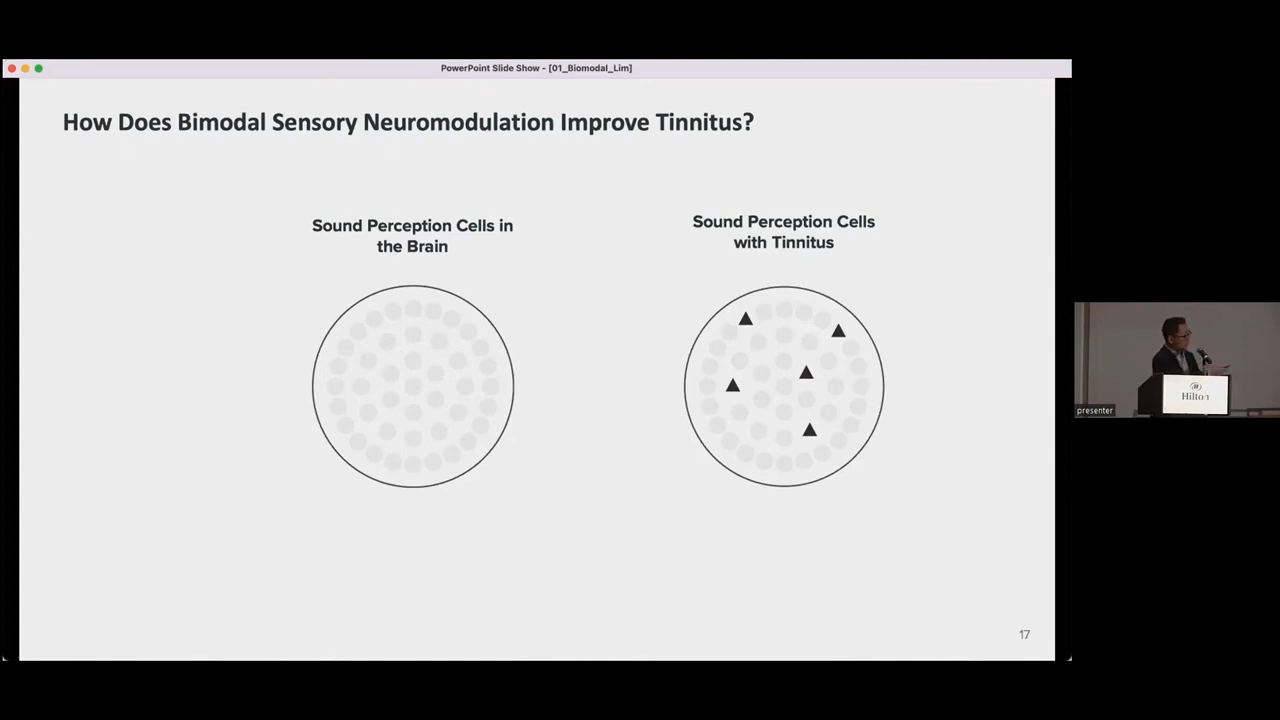 PowerPoint Slide Show - [01_Biomodal_Lim]
How Does Bimodal Sensory Neuromodulation Improve Tinnitus?
Sound Perception Cells in
the Brain
Sound Perception Cells
with Tinnitus
17
Hilton
presenter